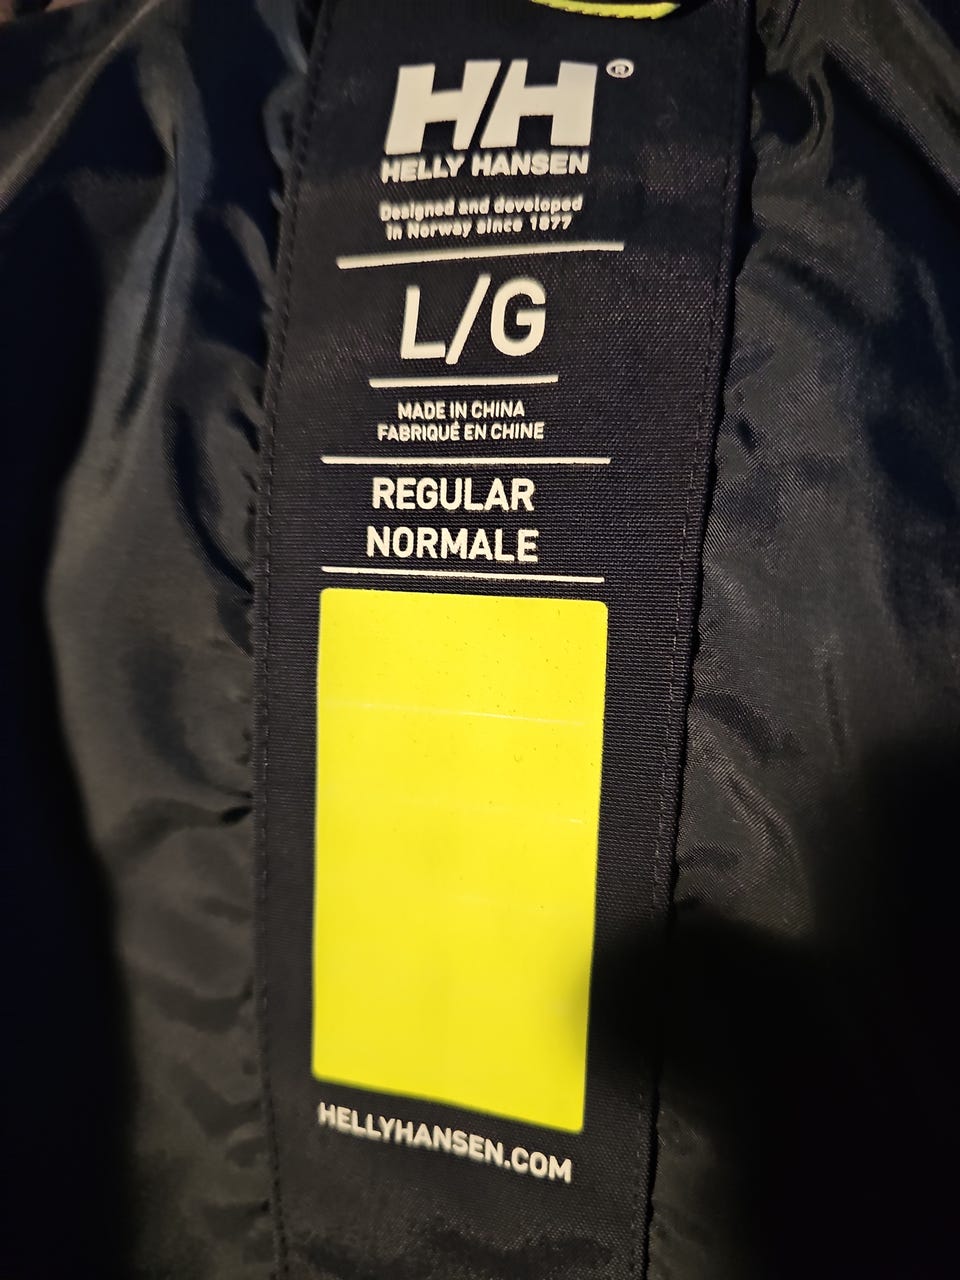 HH®
HELLY HANSEN
Designed and developed
in Norway since 1877
L/G
MADE IN CHINA
FABRIQUÉ EN CHINE
REGULAR
NORMALE
HELLYHANSEN.COM